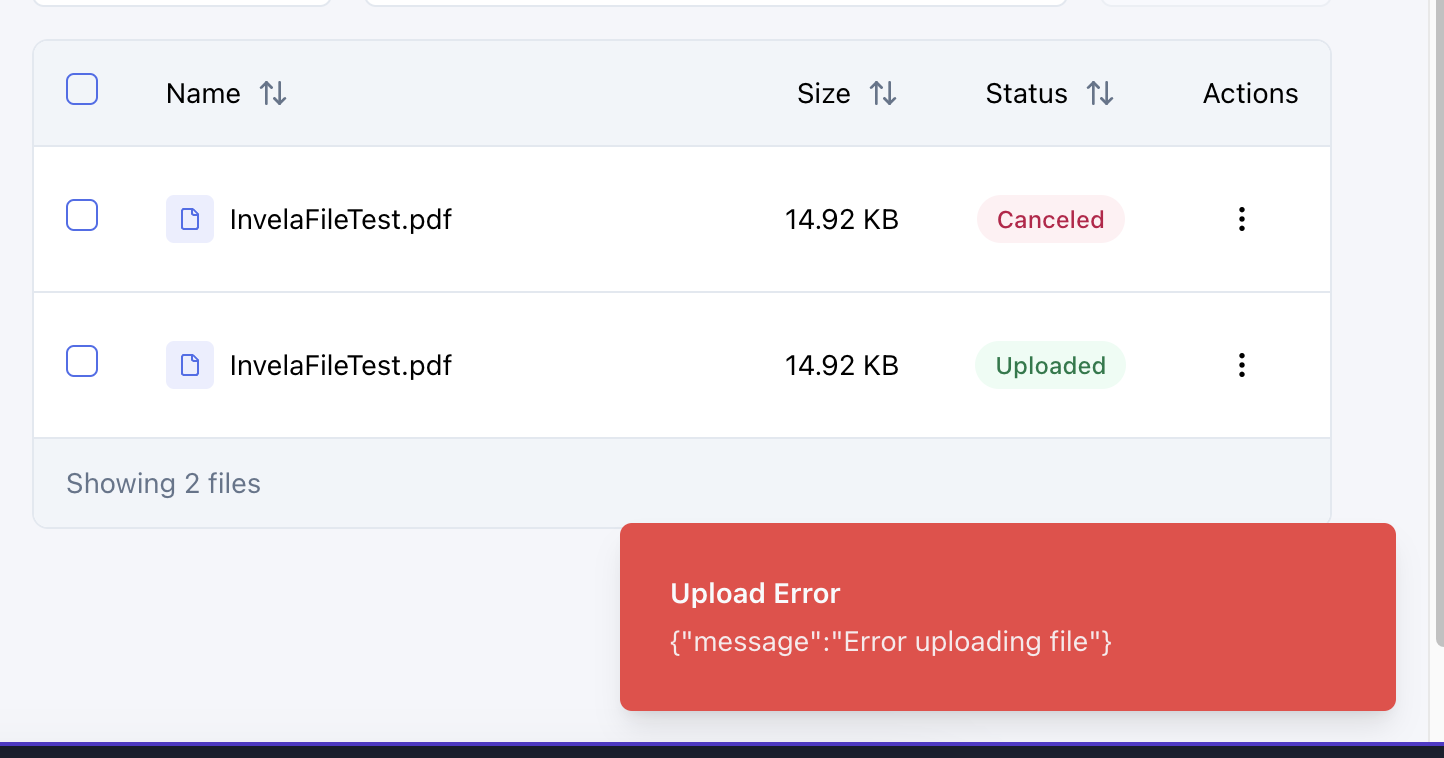 Name Size Status Actions
InvelaFileTest.pdf 14.92 KB Canceled
InvelaFileTest.pdf 14.92 KB Uploaded
Showing 2 files
Upload Error
{"message":"Error uploading file"}